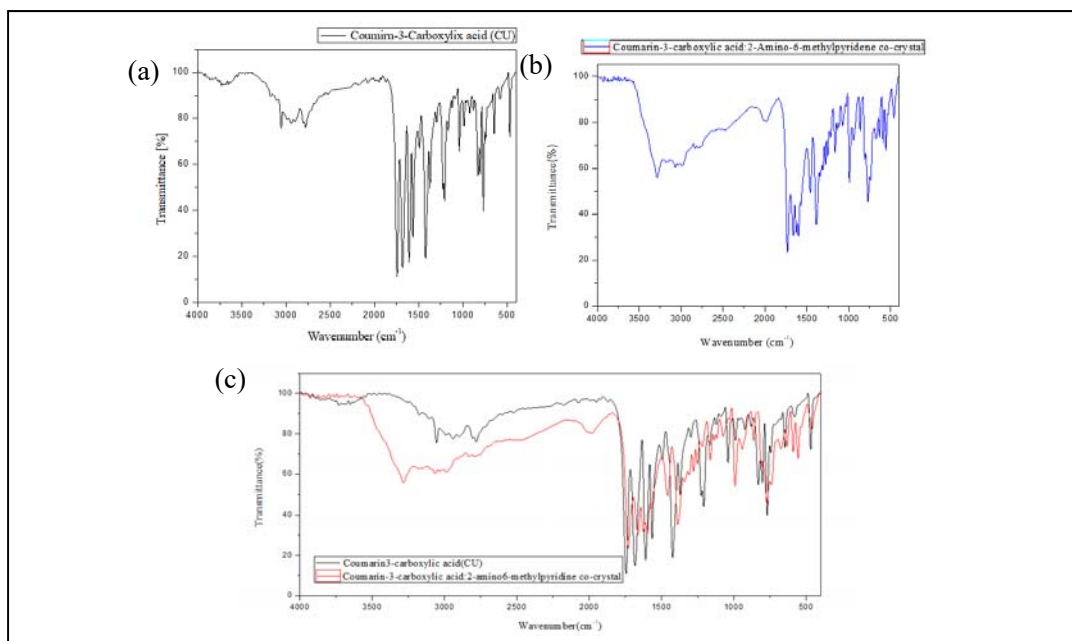 Coumirn-3-Carboxylix acid (CU)
(a)
100
80
60
40
20
0
Transmittance [%]
4000 3500 3000 2500 2000 1500 1000 500
Wavenumber (cm⁻¹)
Coumarin-3-carboxylic acid:2-Amino-6-methylpyridene co-crystal
(b)
100
80
60
40
20
0
Transmittance(%)
4000 3500 3000 2500 2000 1500 1000 500
Wavenumber (cm⁻¹)
(c)
100
80
60
40
20
0
Transmittance(%)
Coumarin3-carboxylic acid(CU)
Coumarin-3-carboxylic acid:2-amino6-methylpyridine co-crystal
4000 3500 3000 2500 2000 1500 1000 500
Wavenumber(cm⁻¹)